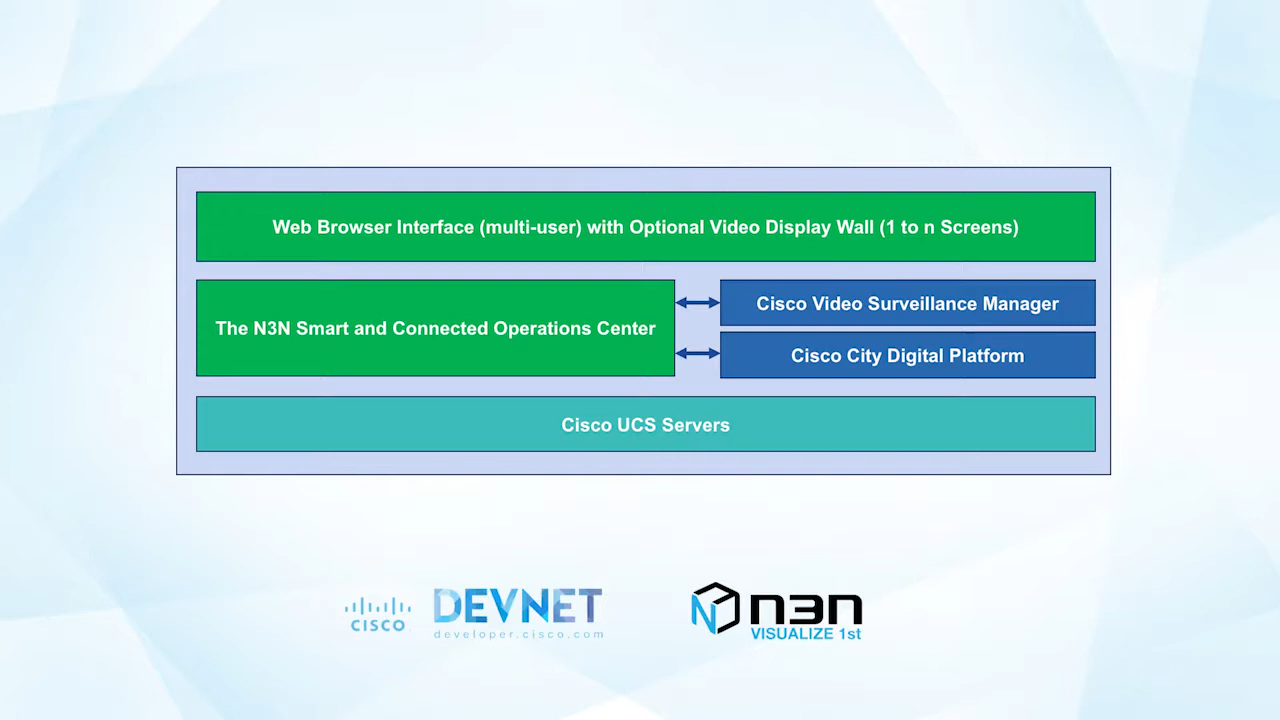 Web Browser Interface (multi-user) with Optional Video Display Wall (1 to n Screens)
The N3N Smart and Connected Operations Center
Cisco Video Surveillance Manager
Cisco City Digital Platform
Cisco UCS Servers
CISCO
DEVNET
developer.cisco.com
N
n3n
VISUALIZE 1st